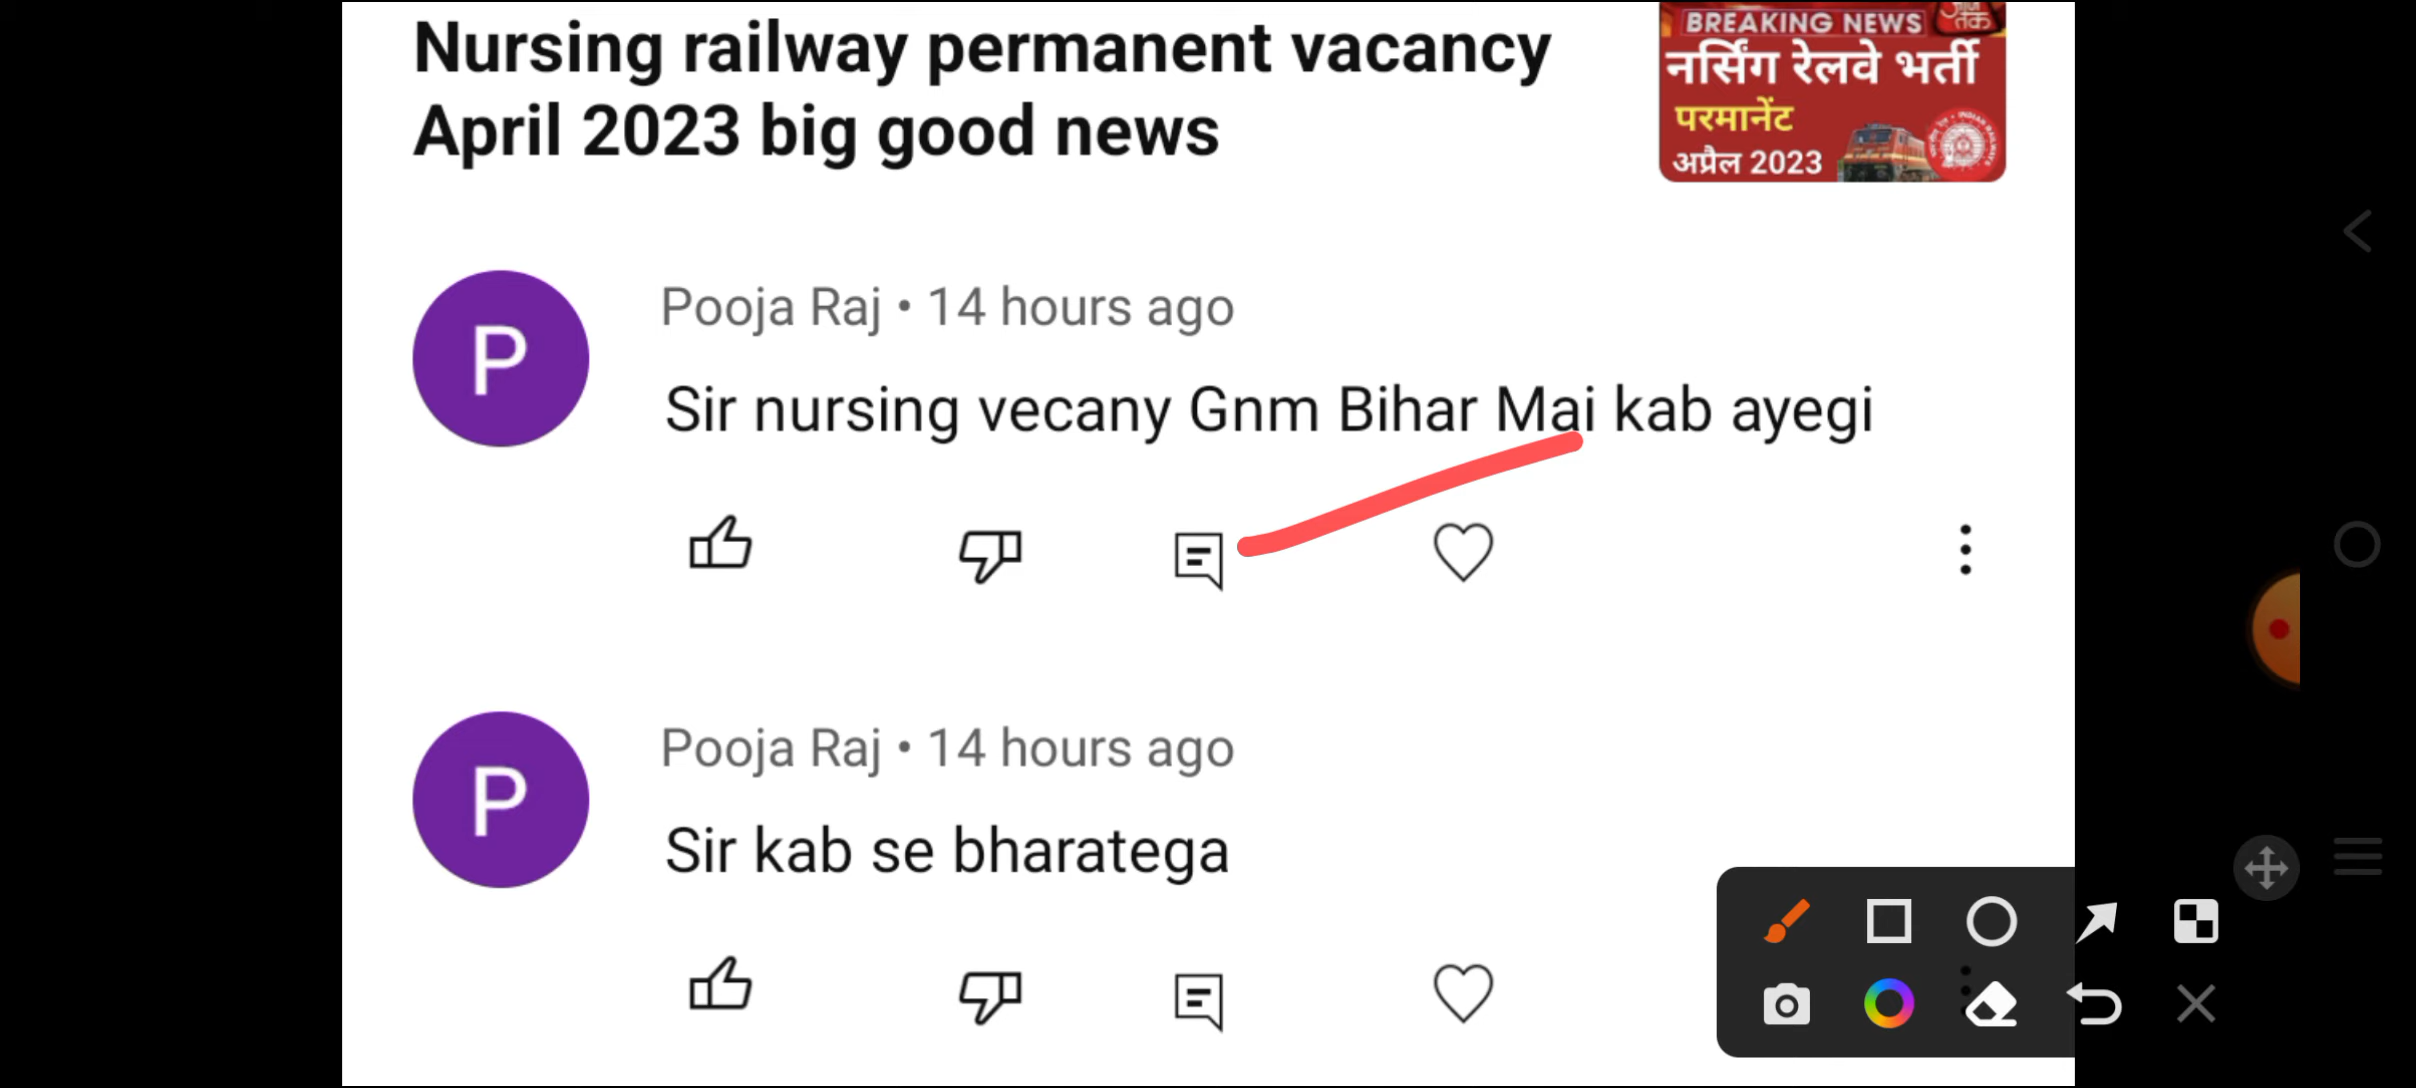 Nursing railway permanent vacancy
April 2023 big good news
BREAKING NEWS
आज
तक
नर्सिंग रेलवे भर्ती
परमानेंट
अप्रैल 2023
P
Pooja Raj • 14 hours ago
Sir nursing vecany Gnm Bihar Mai kab ayegi
P
Pooja Raj • 14 hours ago
Sir kab se bharatega